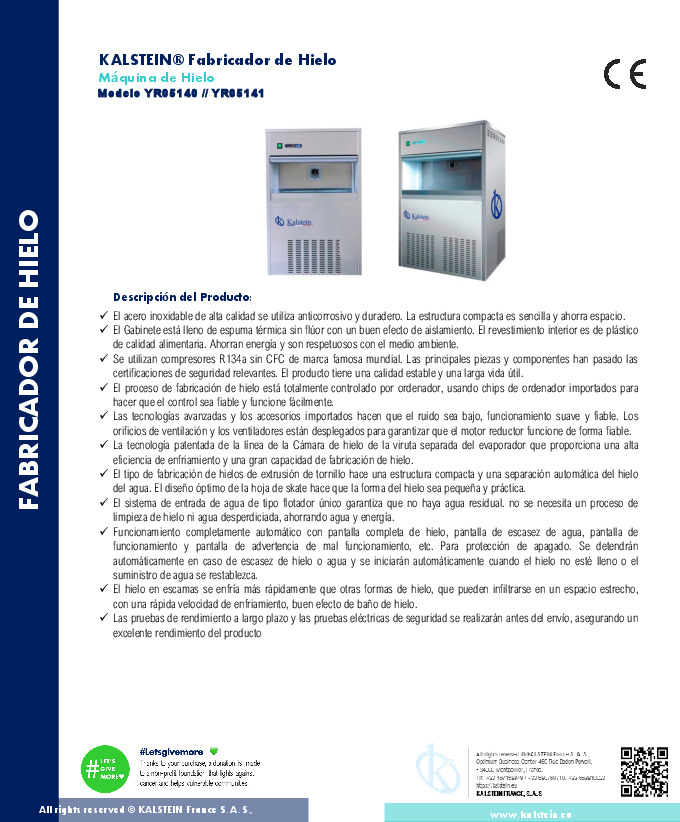 KALSTEIN® Fabricador de Hielo
Máquina de Hielo
Modelo YR05140 // YR05141
CE
FABRICADOR DE HIELO
Kalstein
Kalstein
Descripción del Producto:
✓ El acero inoxidable de alta calidad se utiliza anticorrosivo y duradero. La estructura compacta es sencilla y ahorra espacio.
✓ El Gabinete está lleno de espuma térmica sin flúor con un buen efecto de aislamiento. El revestimiento interior es de plástico
de calidad alimentaria. Ahorran energía y son respetuosos con el medio ambiente.
✓ Se utilizan compresores R134a sin CFC de marca famosa mundial. Las principales piezas y componentes han pasado las
certificaciones de seguridad relevantes. El producto tiene una calidad estable y una larga vida útil.
✓ El proceso de fabricación de hielo está totalmente controlado por ordenador, usando chips de ordenador importados para
hacer que el control sea fiable y funcione fácilmente.
✓ Las tecnologías avanzadas y los accesorios importados hacen que el ruido sea bajo, funcionamiento suave y fiable. Los
orificios de ventilación y los ventiladores están desplegados para garantizar que el motor reductor funcione de forma fiable.
✓ La tecnología patentada de la línea de la Cámara de hielo de la viruta separada del evaporador que proporciona una alta
eficiencia de enfriamiento y una gran capacidad de fabricación de hielo.
✓ El tipo de fabricación de hielos de extrusión de tornillo hace una estructura compacta y una separación automática del hielo
del agua. El diseño óptimo de la hoja de skate hace que la forma del hielo sea pequeña y práctica.
✓ El sistema de entrada de agua de tipo flotador único garantiza que no haya agua residual. no se necesita un proceso de
limpieza de hielo ni agua desperdiciada, ahorrando agua y energía.
✓ Funcionamiento completamente automático con pantalla completa de hielo, pantalla de escasez de agua, pantalla de
funcionamiento y pantalla de advertencia de mal funcionamiento, etc. Para protección de apagado. Se detendrán
automáticamente en caso de escasez de hielo o agua y se iniciarán automáticamente cuando el hielo no esté lleno o el
suministro de agua se restablezca.
✓ El hielo en escamas se enfría más rápidamente que otras formas de hielo, que pueden infiltrarse en un espacio estrecho,
con una rápida velocidad de enfriamiento, buen efecto de baño de hielo.
✓ Las pruebas de rendimiento a largo plazo y las pruebas eléctricas de seguridad se realizarán antes del envío, asegurando un
excelente rendimiento del producto
# LET'S GIVE MORE
#Letsgivemore
Thanks to your purchase, a donation is made
to a non-profit foundation that fights against
cancer and helps vulnerable communities
All rights reserved ® KALSTEIN France S. A. S.,
Optimum Business Center 450 Rue Baden Powell,
34000 Montpellier, France.
https://kalstein.eu
KALSTEIN FRANCE, S. A. S
All rights reserved © KALSTEIN France S. A. S.,
www.kalstein.eu